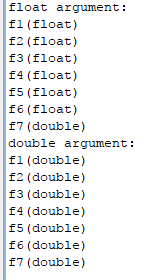 float argument:
f1(float)
f2(float)
f3(float)
f4(float)
f5(float)
f6(float)
f7(double)
double argument:
f1(double)
f2(double)
f3(double)
f4(double)
f5(double)
f6(double)
f7(double)